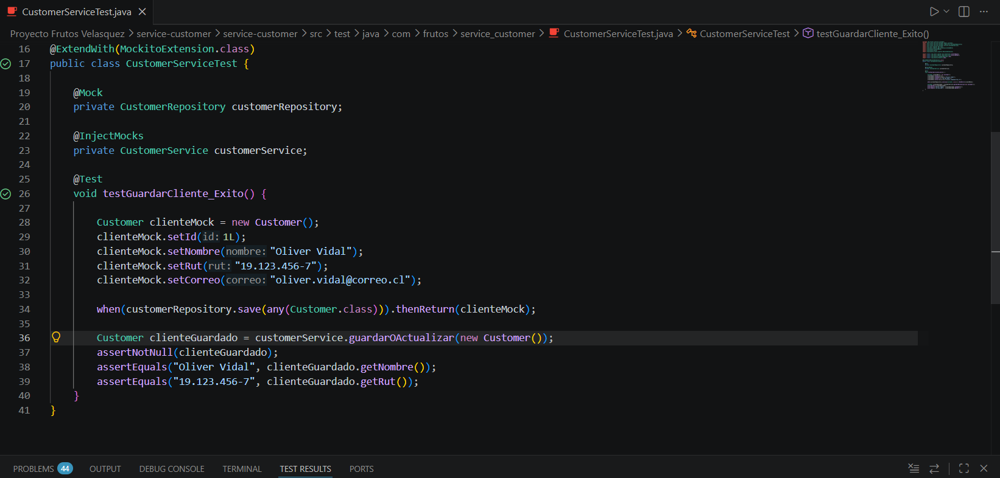 CustomerServiceTest.java
Proyecto Frutos Velasquez > service-customer > service-customer > src > test > java > com > frutos > service_customer > CustomerServiceTest.java > CustomerServiceTest > testGuardarCliente_Exito()
16 @ExtendWith(MockitoExtension.class)
17 public class CustomerServiceTest {
18
19 @Mock
20 private CustomerRepository customerRepository;
21
22 @InjectMocks
23 private CustomerService customerService;
24
25 @Test
26 void testGuardarCliente_Exito() {
27
28 Customer clienteMock = new Customer();
29 clienteMock.setId(id: 1L);
30 clienteMock.setNombre(nombre: "Oliver Vidal");
31 clienteMock.setRut(rut: "19.123.456-7");
32 clienteMock.setCorreo(correo: "oliver.vidal@correo.cl");
33
34 when(customerRepository.save(any(Customer.class))).thenReturn(clienteMock);
35
36 Customer clienteGuardado = customerService.guardarOActualizar(new Customer());
37 assertNotNull(clienteGuardado);
38 assertEquals("Oliver Vidal", clienteGuardado.getNombre());
39 assertEquals("19.123.456-7", clienteGuardado.getRut());
40 }
41 }
PROBLEMS 44 OUTPUT DEBUG CONSOLE TERMINAL TEST RESULTS PORTS